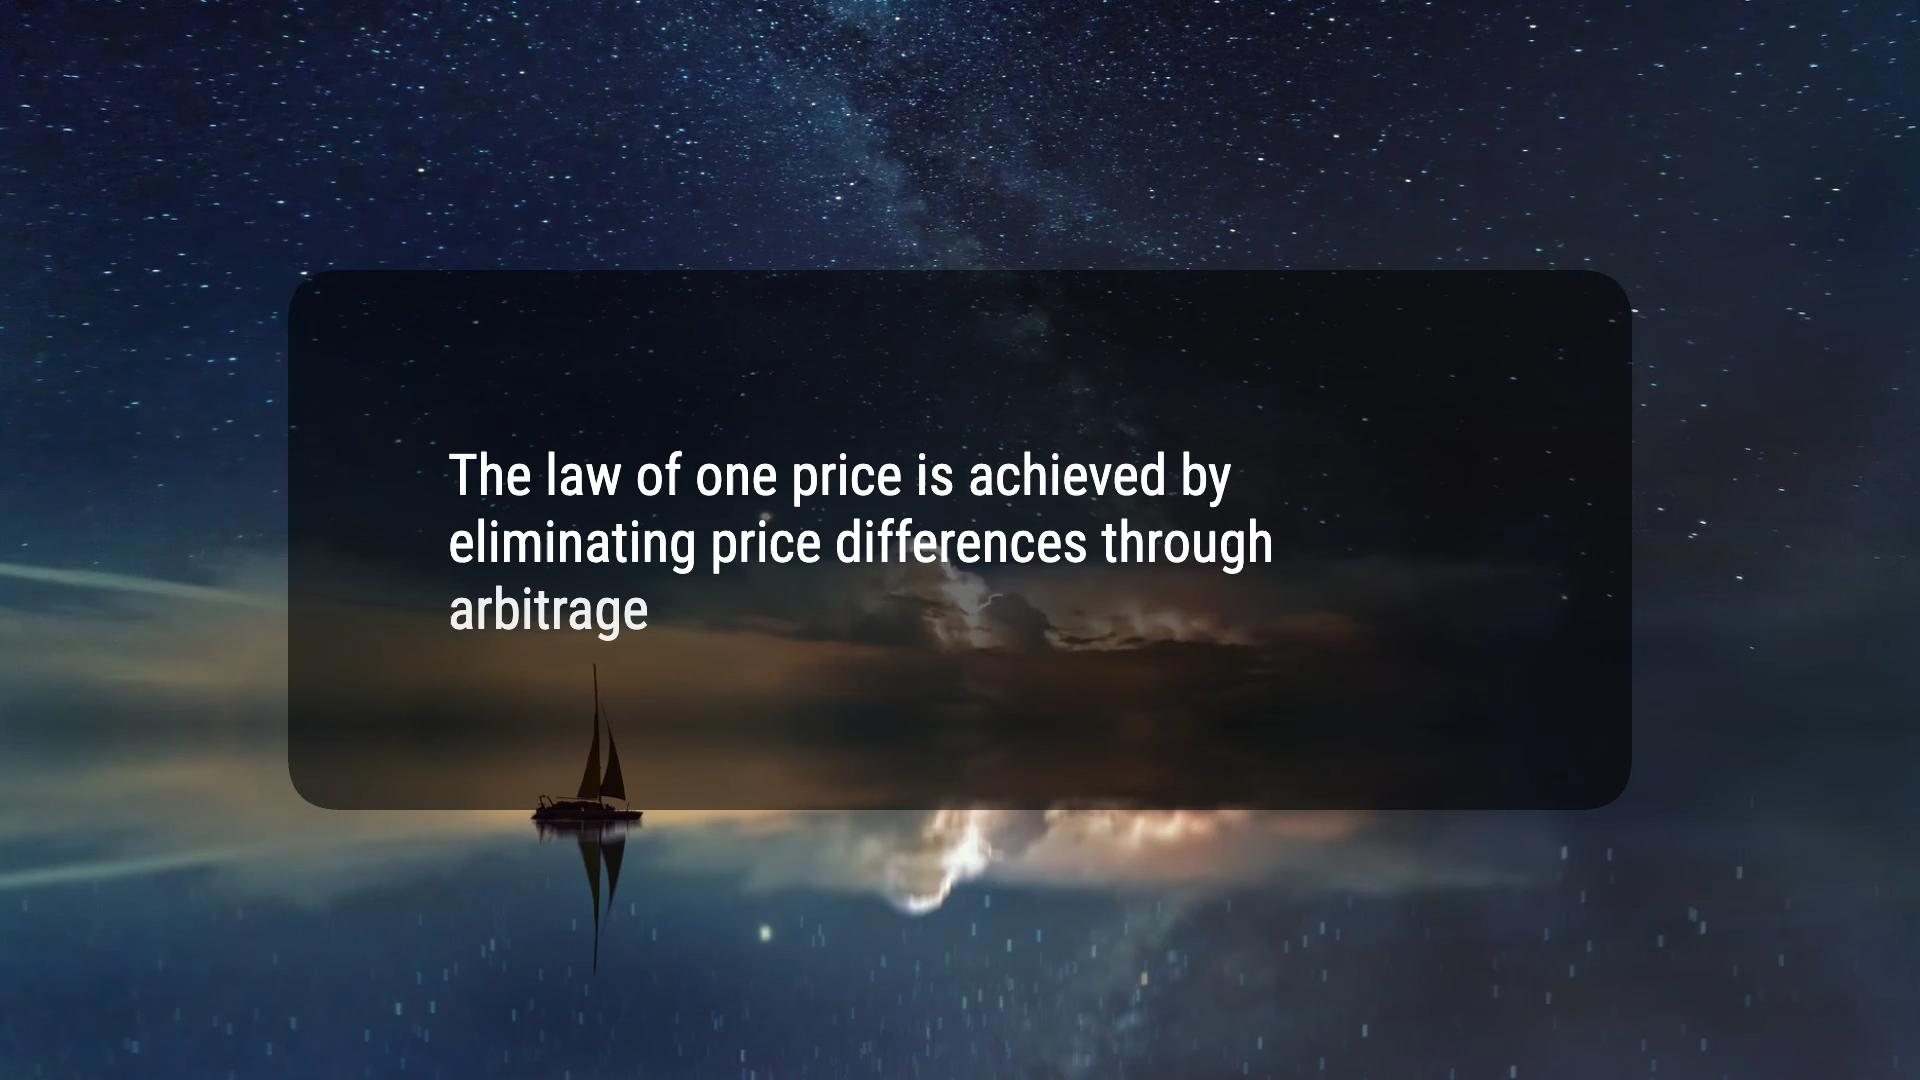 The law of one price is achieved by
eliminating price differences through
arbitrage